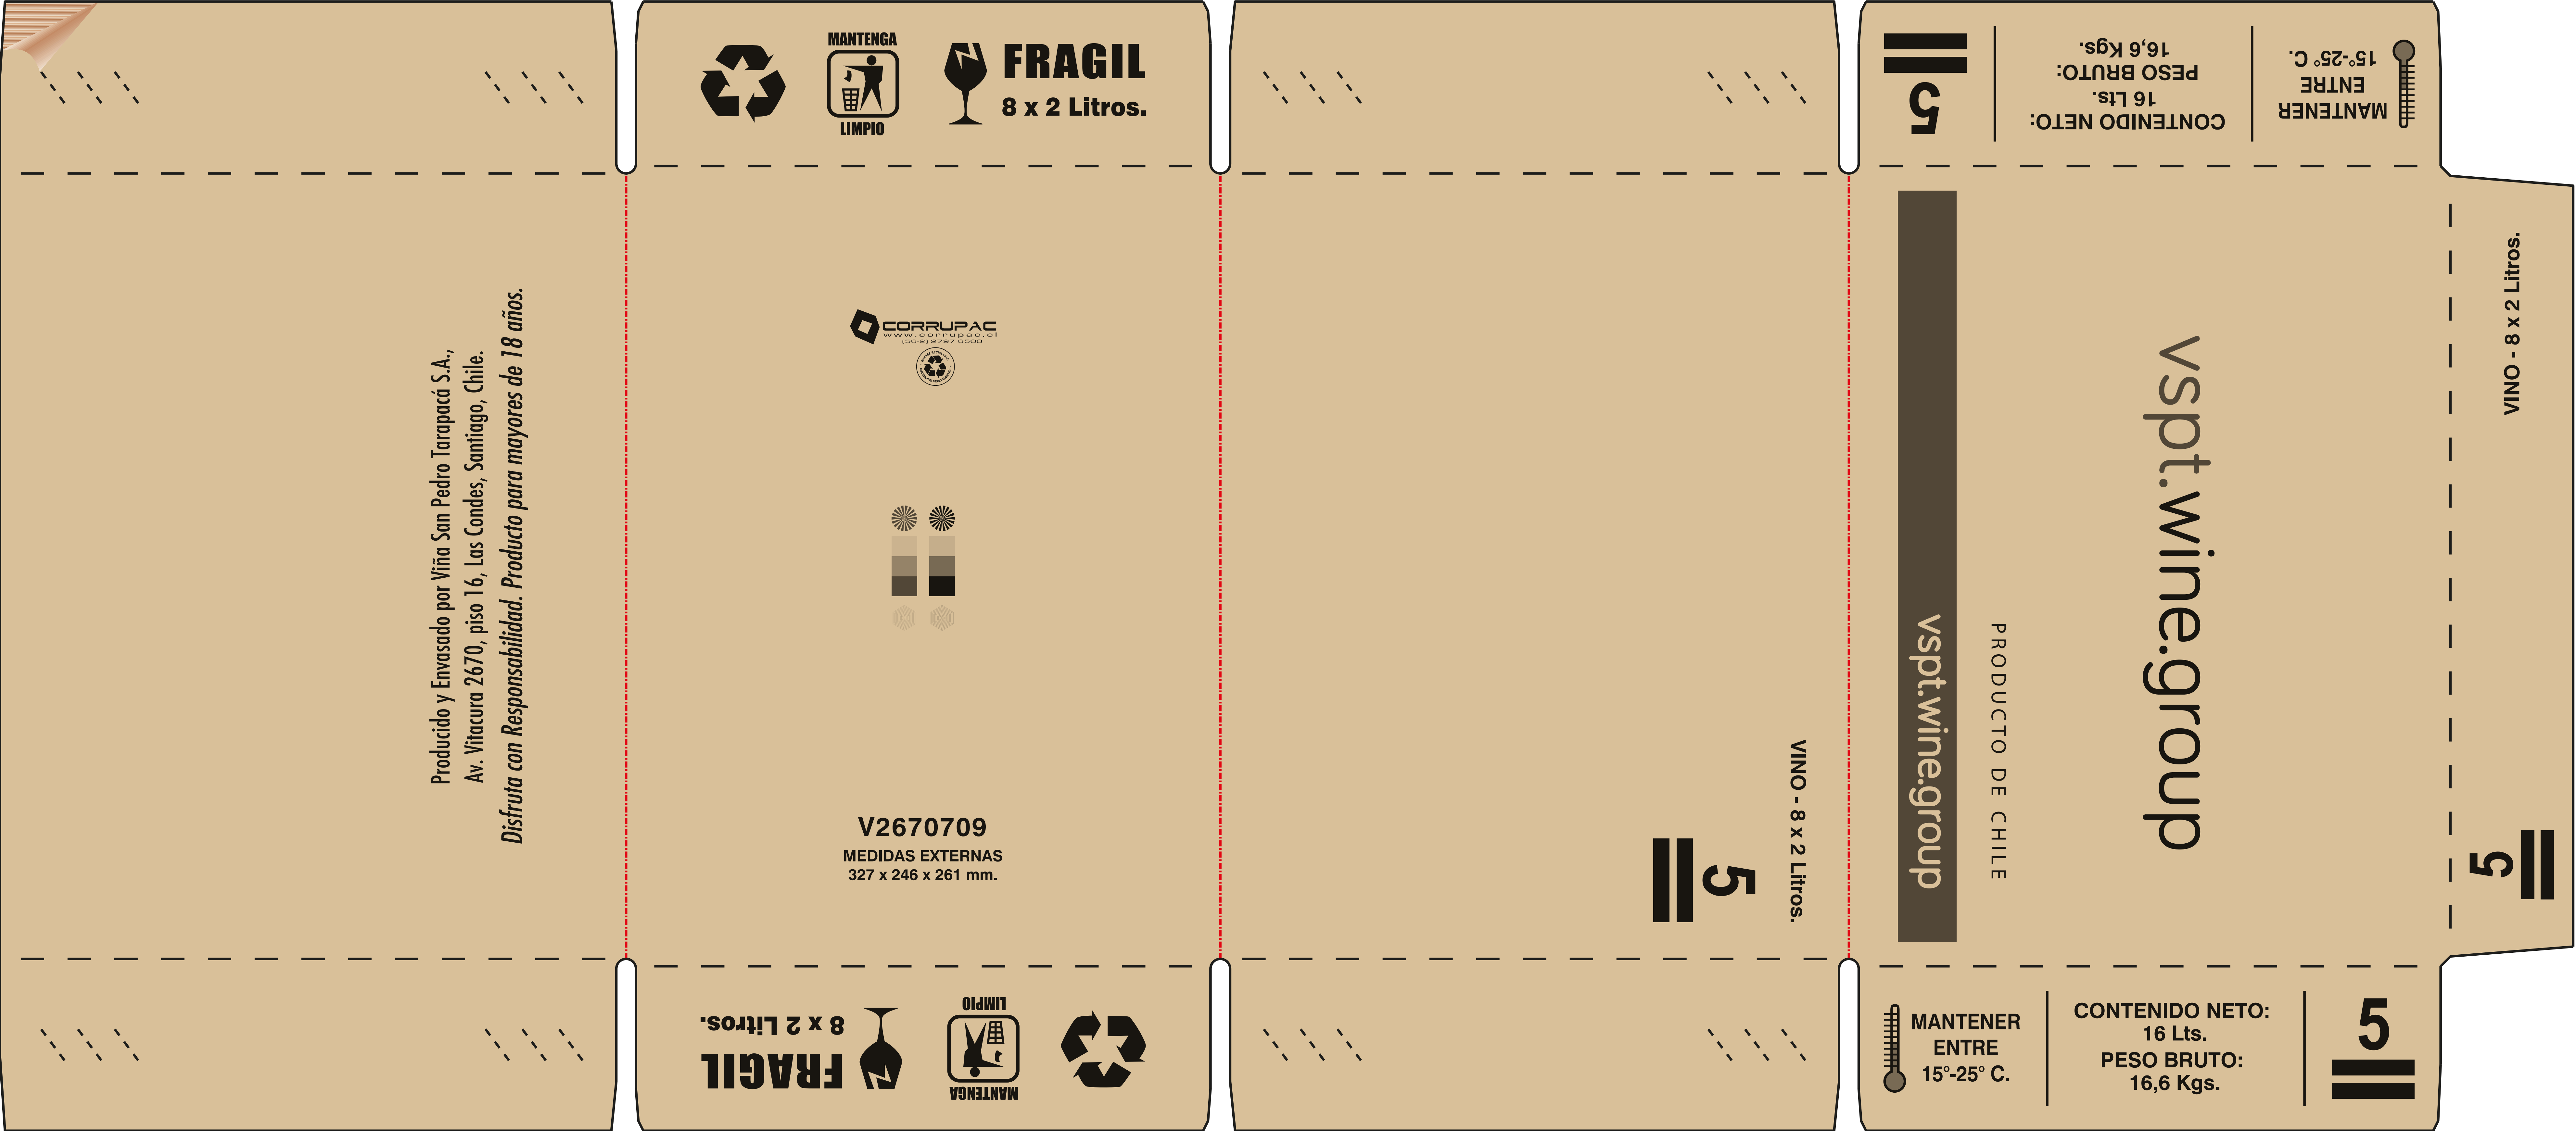 MANTENGA
LIMPIO
FRAGIL
8 x 2 Litros.
5
CONTENIDO NETO:
16 Lts.
PESO BRUTO:
16,6 Kgs.
MANTENER
ENTRE
15°-25° C.
Producido y Envasado por Viña San Pedro Tarapacá S.A.,
Av. Vitacura 2670, piso 16, Las Condes, Santiago, Chile.
Disfruta con Responsabilidad. Producto para mayores de 18 años.
CORRUPAC
www.corrupac.cl
(56-2) 2797 6500
V2670709
MEDIDAS EXTERNAS
327 x 246 x 261 mm.
5
VINO - 8 x 2 Litros.
vspt.wine.group
PRODUCTO DE CHILE
vspt.wine.group
VINO - 8 x 2 Litros.
5
FRAGIL
8 x 2 Litros.
MANTENGA
LIMPIO
MANTENER
ENTRE
15°-25° C.
CONTENIDO NETO:
16 Lts.
PESO BRUTO:
16,6 Kgs.
5